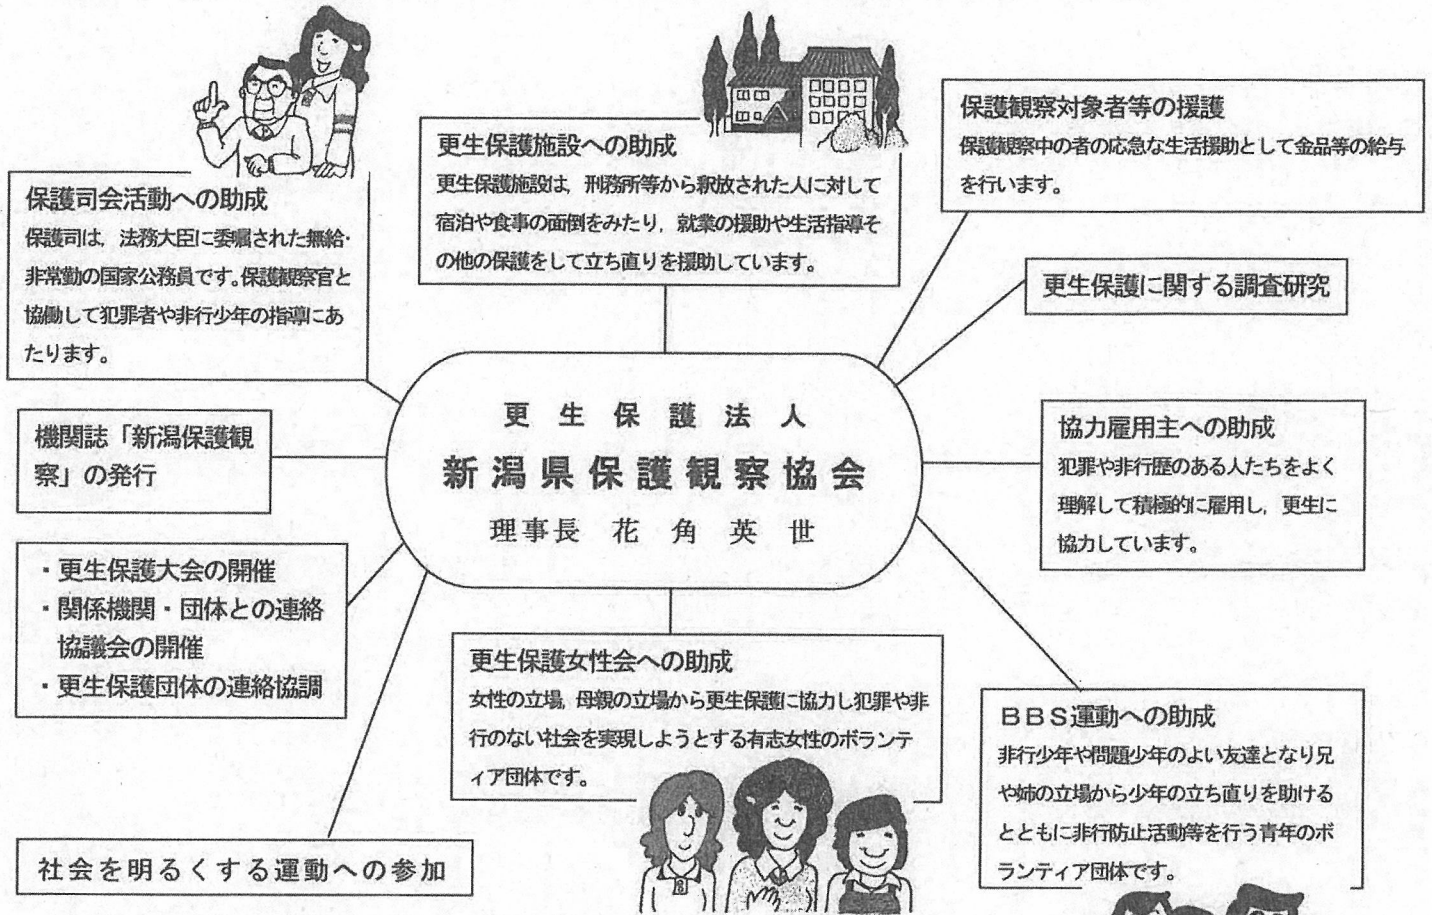 保護司会活動への助成
保護司は，法務大臣に委嘱された無給・
非常勤の国家公務員です。保護観察官と
協働して犯罪者や非行少年の指導にあ
たります。
更生保護施設への助成
更生保護施設は，刑務所等から釈放された人に対して
宿泊や食事の面倒をみたり，就業の援助や生活指導そ
の他の保護をして立ち直りを援助しています。
保護観察対象者等の援護
保護観察中の者の応急な生活援助として金品等の給与
を行います。
更生保護に関する調査研究
機関誌「新潟保護観
察」の発行
更生保護法人
新潟県保護観察協会
理事長 花角英世
協力雇用主への助成
犯罪や非行歴のある人たちをよく
理解して積極的に雇用し，更生に
協力しています。
・更生保護大会の開催
・関係機関・団体との連絡
協議会の開催
・更生保護団体の連絡協調
更生保護女性会への助成
女性の立場，母親の立場から更生保護に協力し犯罪や非
行のない社会を実現しようとする有志女性のボランテ
ィア団体です。
ＢＢＳ運動への助成
非行少年や問題少年のよい友達となり兄
や姉の立場から少年の立ち直りを助ける
とともに非行防止活動等を行う青年のボ
ランティア団体です。
社会を明るくする運動への参加